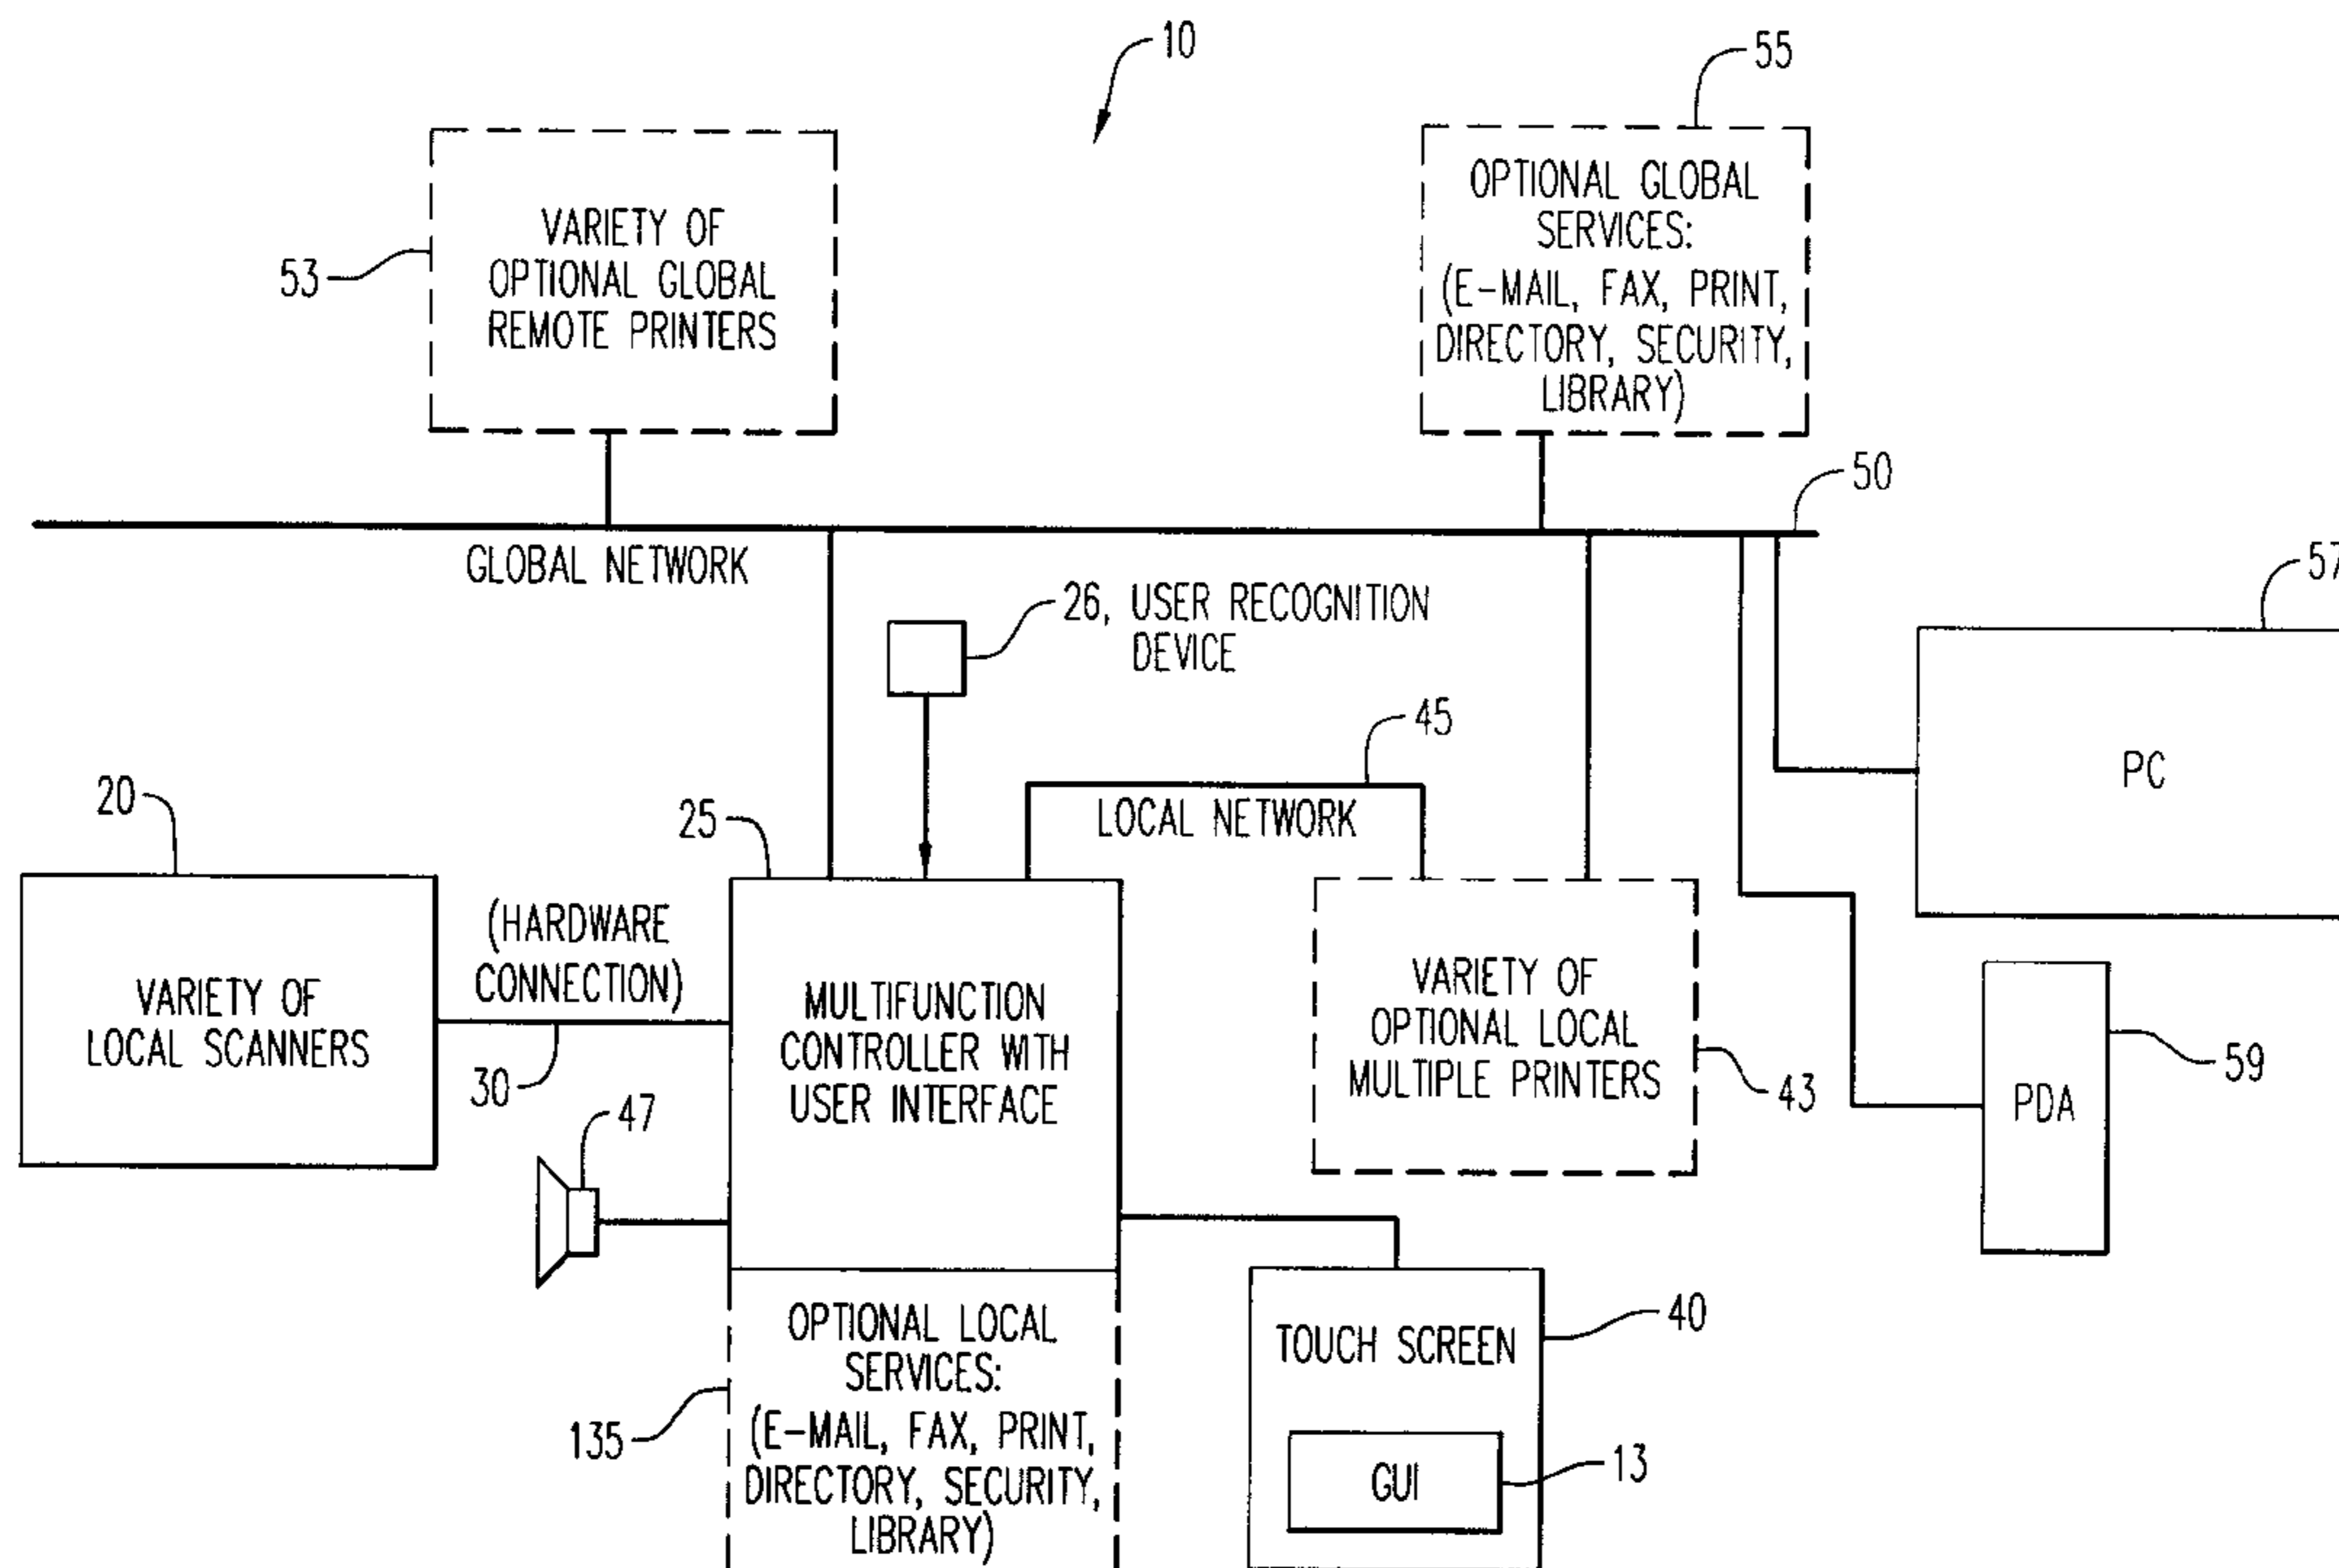 10
55
53
VARIETY OF
OPTIONAL GLOBAL
REMOTE PRINTERS
OPTIONAL GLOBAL
SERVICES:
(E-MAIL, FAX, PRINT,
DIRECTORY, SECURITY,
LIBRARY)
50
GLOBAL NETWORK
57
26, USER RECOGNITION
DEVICE
45
LOCAL NETWORK
PC
20
25
VARIETY OF
LOCAL SCANNERS
(HARDWARE
CONNECTION)
30
47
MULTIFUNCTION
CONTROLLER WITH
USER INTERFACE
VARIETY OF
OPTIONAL LOCAL
MULTIPLE PRINTERS
43
PDA
59
OPTIONAL LOCAL
SERVICES:
(E-MAIL, FAX, PRINT,
DIRECTORY, SECURITY,
LIBRARY)
135
TOUCH SCREEN
40
GUI
13